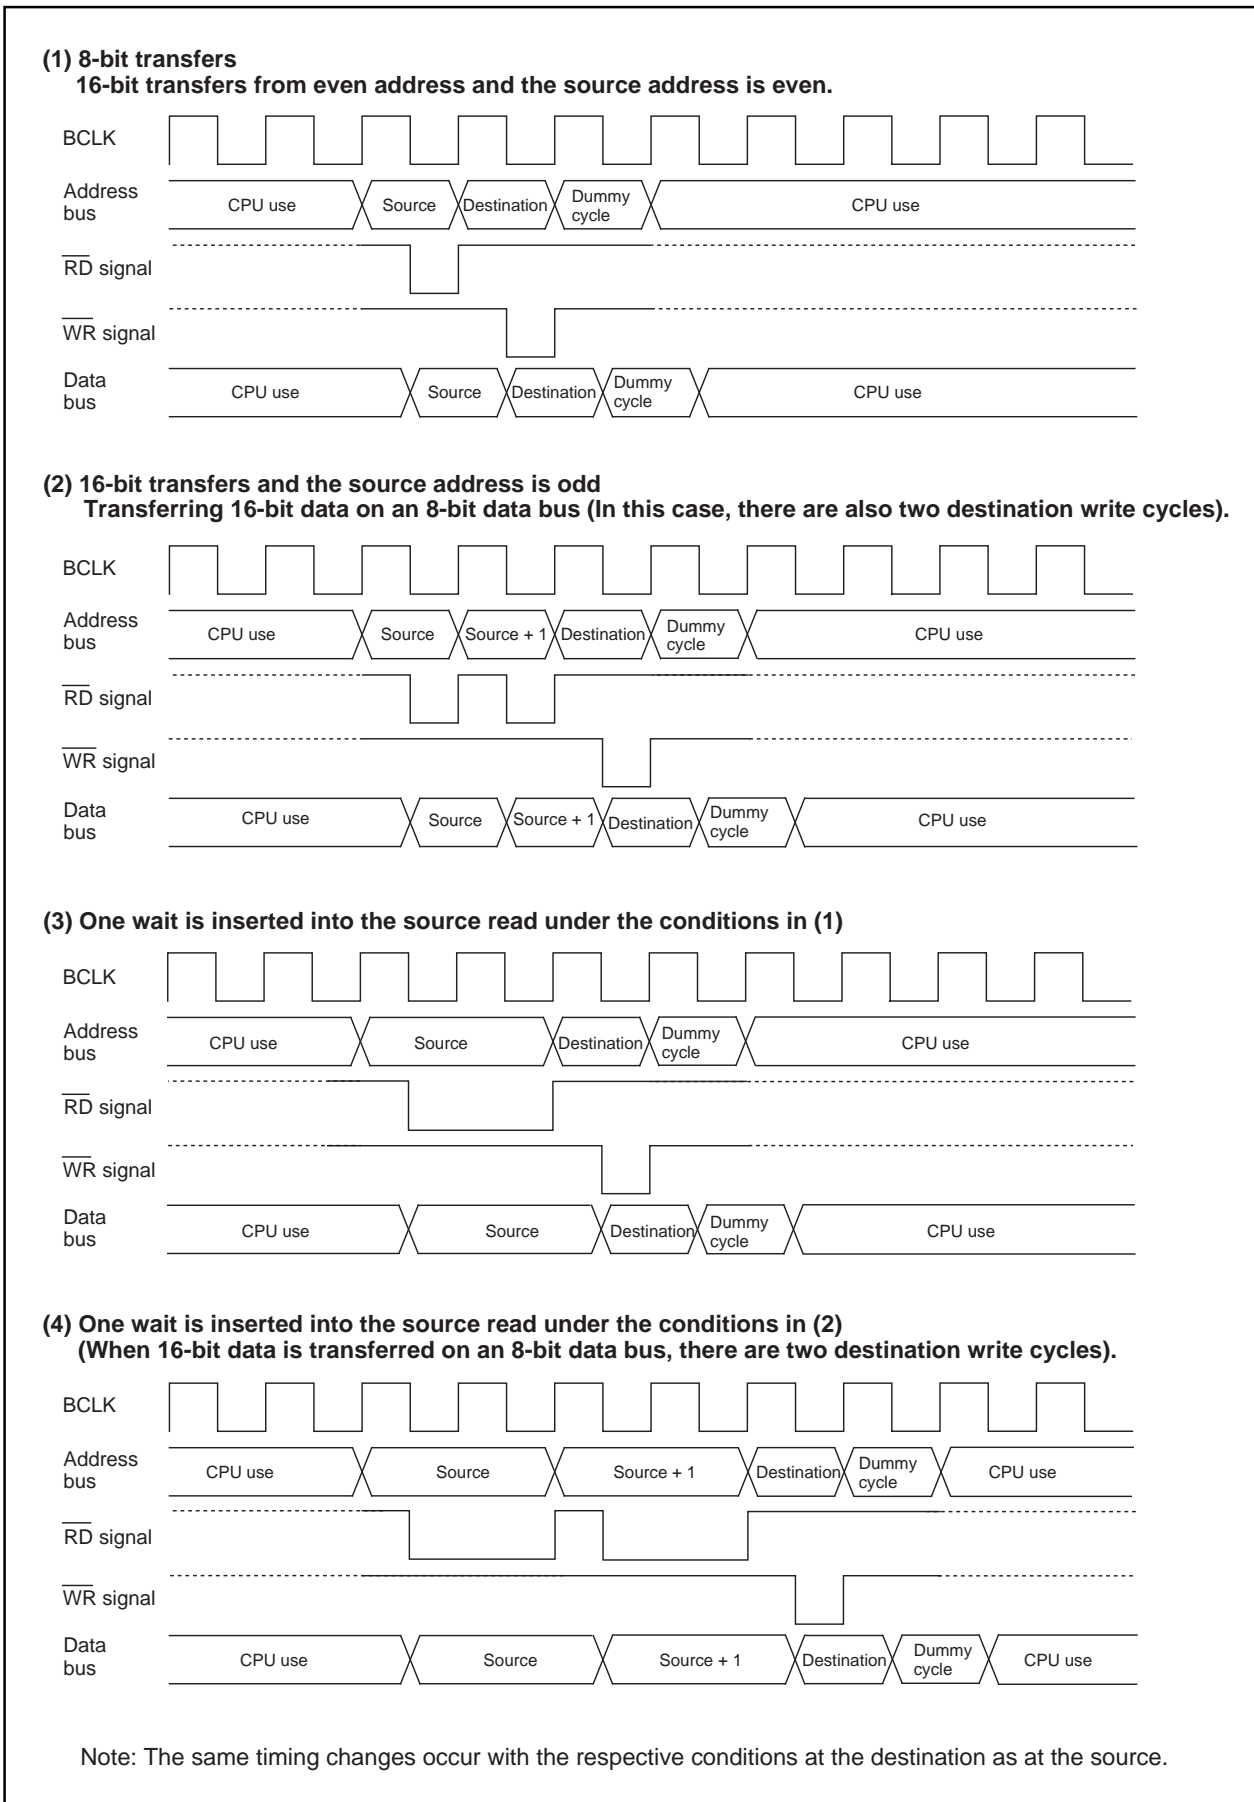 (1) 8-bit transfers
16-bit transfers from even address and the source address is even.
BCLK
Address
bus
CPU use
Source
Destination
Dummy
cycle
CPU use
RD signal
WR signal
Data
bus
CPU use
Source
Destination
Dummy
cycle
CPU use
(2) 16-bit transfers and the source address is odd
Transferring 16-bit data on an 8-bit data bus (In this case, there are also two destination write cycles).
BCLK
Address
bus
CPU use
Source
Source + 1
Destination
Dummy
cycle
CPU use
RD signal
WR signal
Data
bus
CPU use
Source
Source + 1
Destination
Dummy
cycle
CPU use
(3) One wait is inserted into the source read under the conditions in (1)
BCLK
Address
bus
CPU use
Source
Destination
Dummy
cycle
CPU use
RD signal
WR signal
Data
bus
CPU use
Source
Destination
Dummy
cycle
CPU use
(4) One wait is inserted into the source read under the conditions in (2)
(When 16-bit data is transferred on an 8-bit data bus, there are two destination write cycles).
BCLK
Address
bus
CPU use
Source
Source + 1
Destination
Dummy
cycle
CPU use
RD signal
WR signal
Data
bus
CPU use
Source
Source + 1
Destination
Dummy
cycle
CPU use
Note: The same timing changes occur with the respective conditions at the destination as at the source.